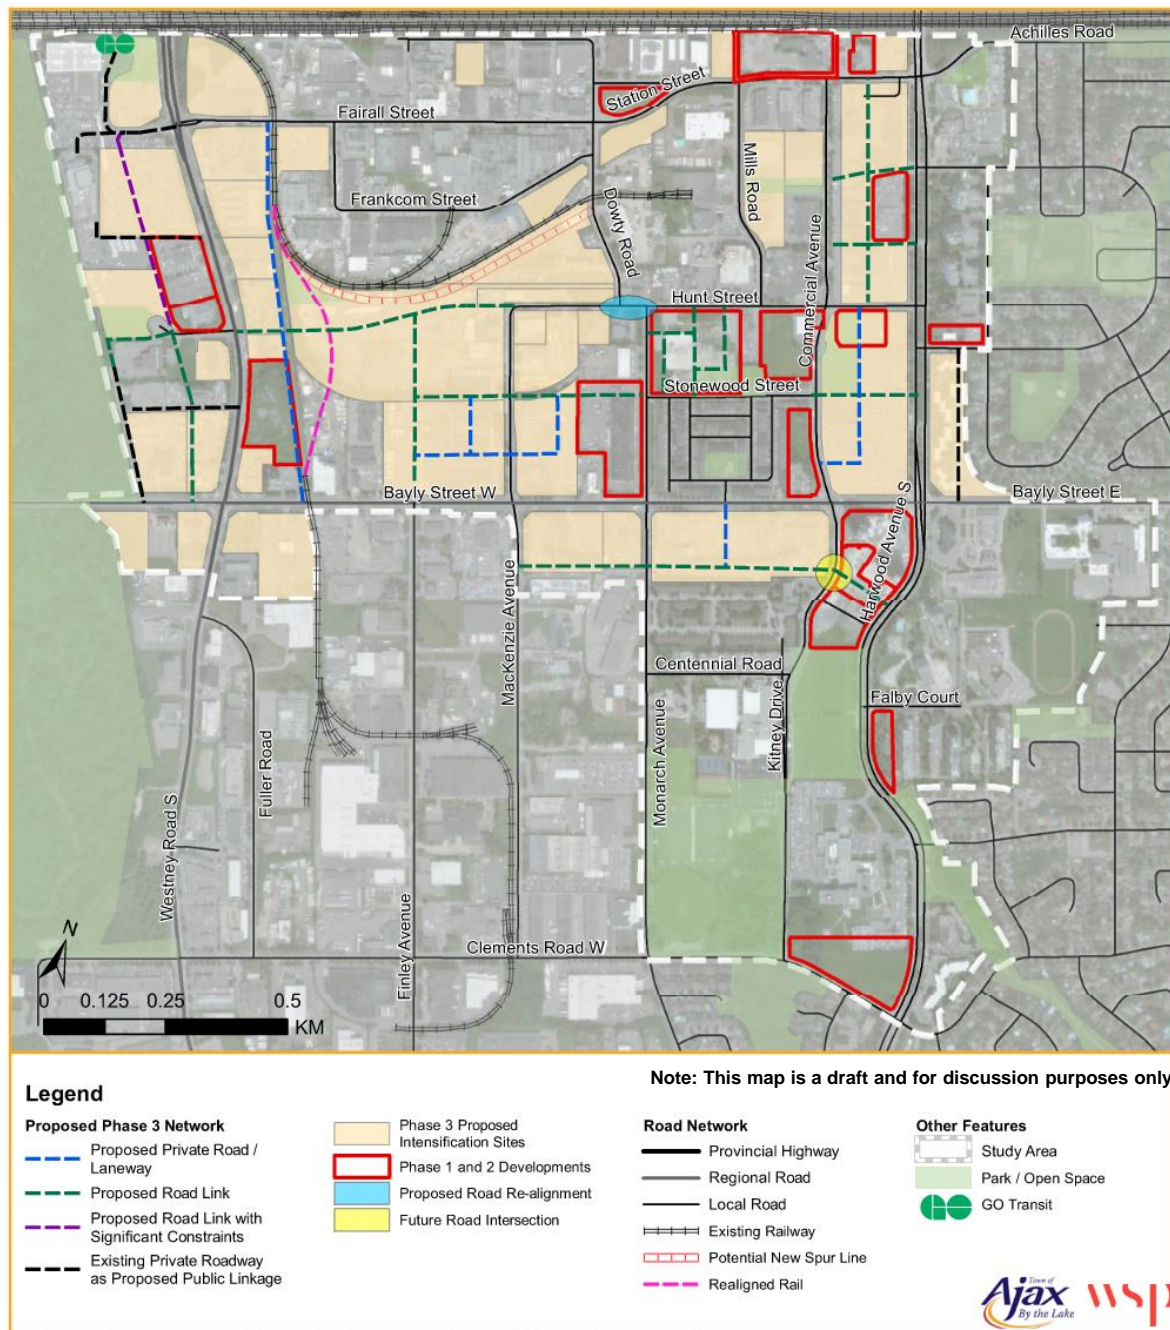 Achilles Road
Station Street
Fairall Street
Mills Road
Frankcom Street
Dowty Road
Commercial Avenue
Hunt Street
Stonewood Street
Bayly Street W
Bayly Street E
Harwood Avenue S
MacKenzie Avenue
Centennial Road
Kitney Drive
Falby Court
Monarch Avenue
Fuller Road
Westney Road S
Finley Avenue
Clements Road W
N
0 0.125 0.25 0.5
KM
Note: This map is a draft and for discussion purposes only
Legend
Proposed Phase 3 Network
Proposed Private Road /
Laneway
Proposed Road Link
Proposed Road Link with
Significant Constraints
Existing Private Roadway
as Proposed Public Linkage
Phase 3 Proposed
Intensification Sites
Phase 1 and 2 Developments
Proposed Road Re-alignment
Future Road Intersection
Road Network
Provincial Highway
Regional Road
Local Road
Existing Railway
Potential New Spur Line
Realigned Rail
Other Features
Study Area
Park / Open Space
GO Transit
Town of
Ajax
By the Lake
wsp